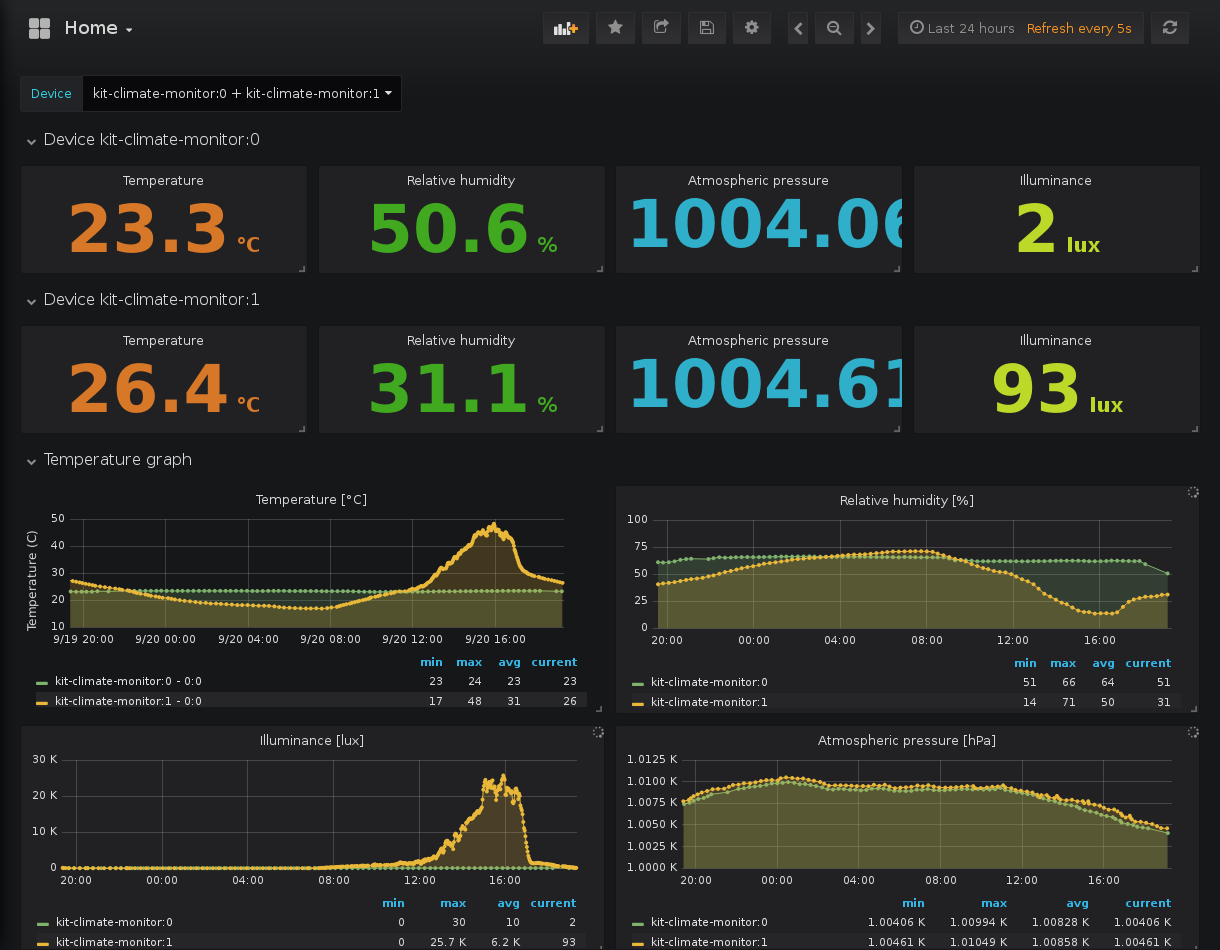 Home
Last 24 hours Refresh every 5s
Device kit-climate-monitor:0 + kit-climate-monitor:1
Device kit-climate-monitor:0
Temperature Relative humidity Atmospheric pressure Illuminance
23.3 °C 50.6 % 1004.06 2 lux
Device kit-climate-monitor:1
Temperature Relative humidity Atmospheric pressure Illuminance
26.4 °C 31.1 % 1004.61 93 lux
Temperature graph
Temperature [°C]
Temperature (C)
50
40
30
20
10
9/19 20:00 9/20 00:00 9/20 04:00 9/20 08:00 9/20 12:00 9/20 16:00
min max avg current
kit-climate-monitor:0 - 0:0 23 24 23 23
kit-climate-monitor:1 - 0:0 17 48 31 26
Relative humidity [%]
100
75
50
25
0
20:00 00:00 04:00 08:00 12:00 16:00
min max avg current
kit-climate-monitor:0 51 66 64 51
kit-climate-monitor:1 14 71 50 31
Illuminance [lux]
30 K
20 K
10 K
0
20:00 00:00 04:00 08:00 12:00 16:00
min max avg current
kit-climate-monitor:0 0 30 10 2
kit-climate-monitor:1 0 25.7 K 6.2 K 93
Atmospheric pressure [hPa]
1.0125 K
1.0100 K
1.0075 K
1.0050 K
1.0025 K
1.0000 K
20:00 00:00 04:00 08:00 12:00 16:00
min max avg current
kit-climate-monitor:0 1.00406 K 1.00994 K 1.00828 K 1.00406 K
kit-climate-monitor:1 1.00461 K 1.01049 K 1.00858 K 1.00461 K